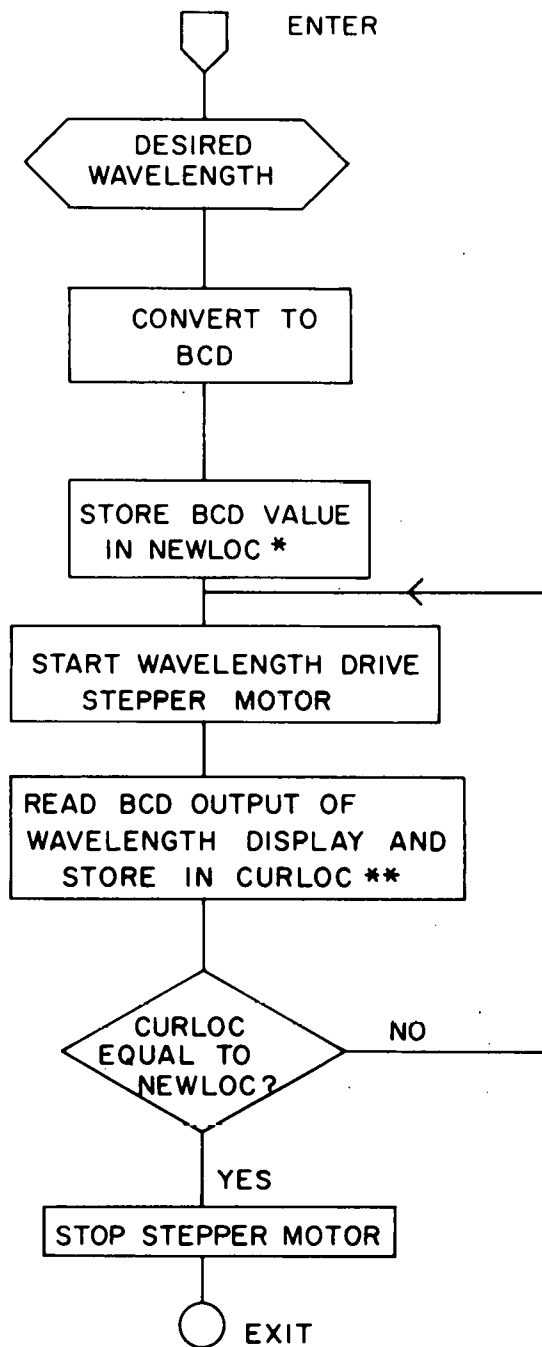 ENTER
DESIRED
WAVELENGTH
CONVERT TO
BCD
STORE BCD VALUE
IN NEWLOC *
START WAVELENGTH DRIVE
STEPPER MOTOR
READ BCD OUTPUT OF
WAVELENGTH DISPLAY AND
STORE IN CURLOC **
CURLOC
EQUAL TO
NEWLOC?
NO
YES
STOP STEPPER MOTOR
EXIT